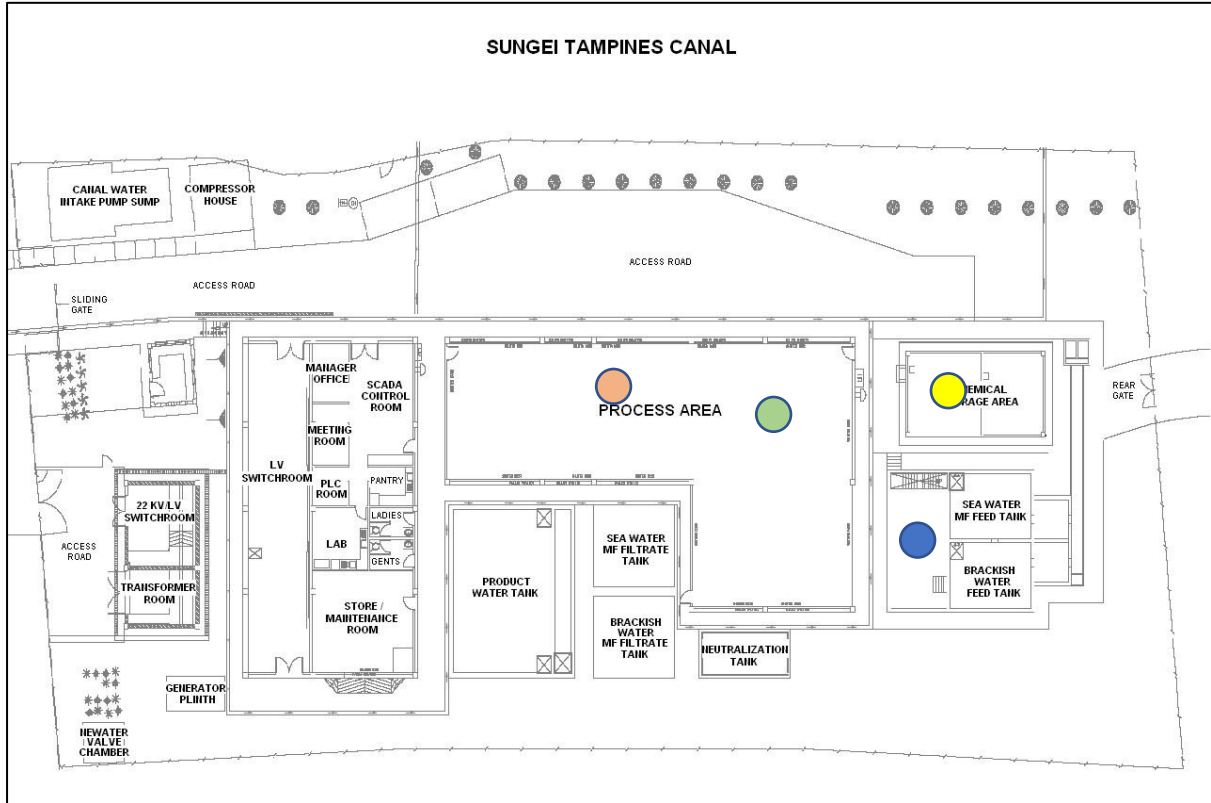 SUNGEI TAMPINES CANAL
CANAL WATER
INTAKE PUMP SUMP
COMPRESSOR
HOUSE
ACCESS ROAD
ACCESS ROAD
SLIDING
GATE
MANAGER
OFFICE
SCADA
CONTROL
ROOM
MEETING
ROOM
LV
SWITCHROOM
PLC
ROOM
PANTRY
LADIES
LAB
GENTS
STORE /
MAINTENANCE
ROOM
PROCESS AREA
REAR
GATE
22 KV/LV
SWITCHROOM
ACCESS
ROAD
TRANSFORMER
ROOM
GENERATOR
PLINTH
NEWATER
VALVE
CHAMBER
PRODUCT
WATER TANK
SEA WATER
MF FILTRATE
TANK
BRACKISH
WATER
MF FILTRATE
TANK
NEUTRALIZATION
TANK
SEA WATER
MF FEED TANK
BRACKISH
WATER
FEED TANK
AREA